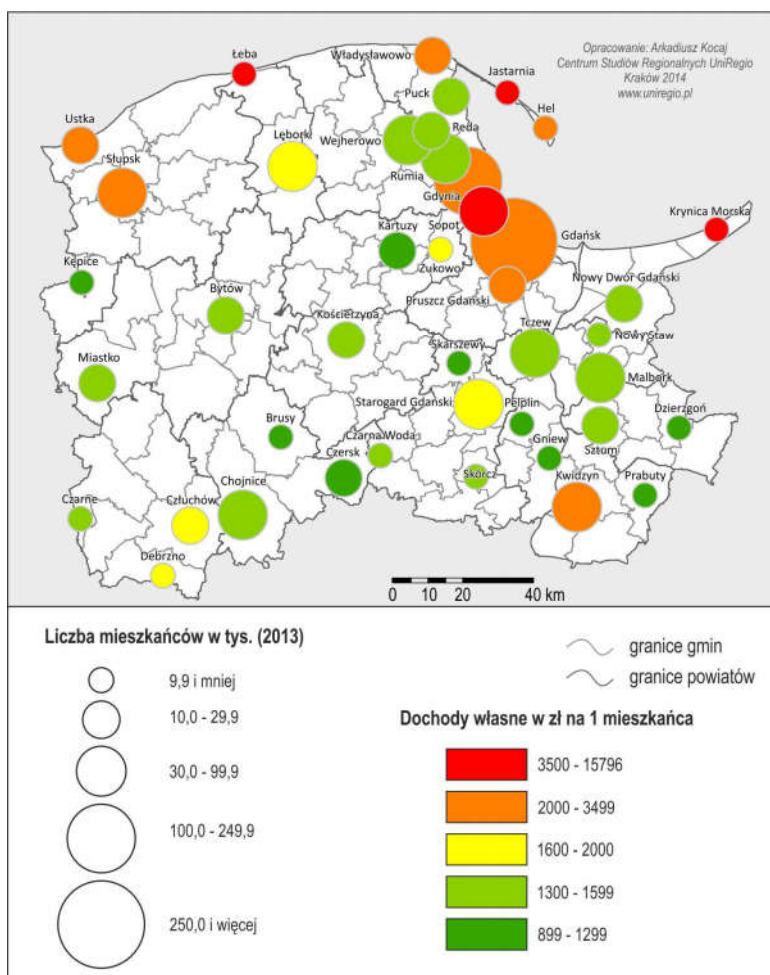 Opracowanie: Arkadiusz Kocaj
Centrum Studiów Regionalnych UniRegio
Kraków 2014
www.uniregio.pl
Łeba
Władysławowo
Jastarnia
Puck
Hel
Ustka
Lębork
Wejherowo
Reda
Słupsk
Rumia
Gdynia
Krynica Morska
Kartuzy
Sopot
Gdańsk
Kępice
Żukowo
Nowy Dwór Gdański
Bytów
Pruszcz Gdański
Kościerzyna
Tczew
Nowy Staw
Skarszewy
Miastko
Malbork
Starogard Gdański
Pelplin
Dzierzgoń
Brusy
Czarna Woda
Gniew
Sztum
Czersk
Skórcz
Kwidzyn
Prabuty
Chojnice
Czarne
Człuchów
Debrzno
0 10 20 40 km
Liczba mieszkańców w tys. (2013)
9,9 i mniej
10,0 - 29,9
30,0 - 99,9
100,0 - 249,9
250,0 i więcej
granice gmin
granice powiatów
Dochody własne w zł na 1 mieszkańca
3500 - 15796
2000 - 3499
1600 - 2000
1300 - 1599
899 - 1299